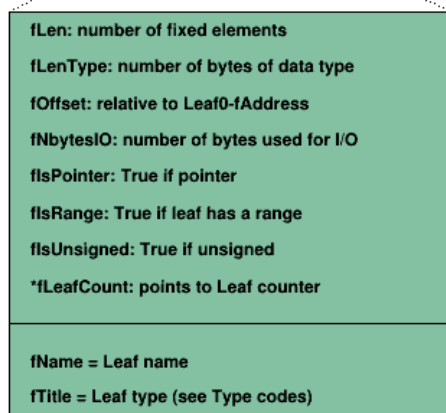 fLen: number of fixed elements
fLenType: number of bytes of data type
fOffset: relative to Leaf0-fAddress
fNbytesIO: number of bytes used for I/O
fIsPointer: True if pointer
fIsRange: True if leaf has a range
fIsUnsigned: True if unsigned
*fLeafCount: points to Leaf counter
fName = Leaf name
fTitle = Leaf type (see Type codes)